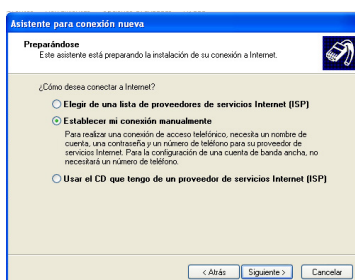 Asistente para conexión nueva
Preparándose
Este asistente está preparando la instalación de su conexión a Internet.
¿Cómo desea conectar a Internet?
Elegir de una lista de proveedores de servicios Internet (ISP)
Establecer mi conexión manualmente
Para realizar una conexión de acceso telefónico, necesita un nombre de
cuenta, una contraseña y un número de teléfono para su proveedor de
servicios Internet. Para la configuración de una cuenta de banda ancha, no
necesitará un número de teléfono.
Usar el CD que tengo de un proveedor de servicios Internet (ISP)
< Atrás
Siguiente >
Cancelar